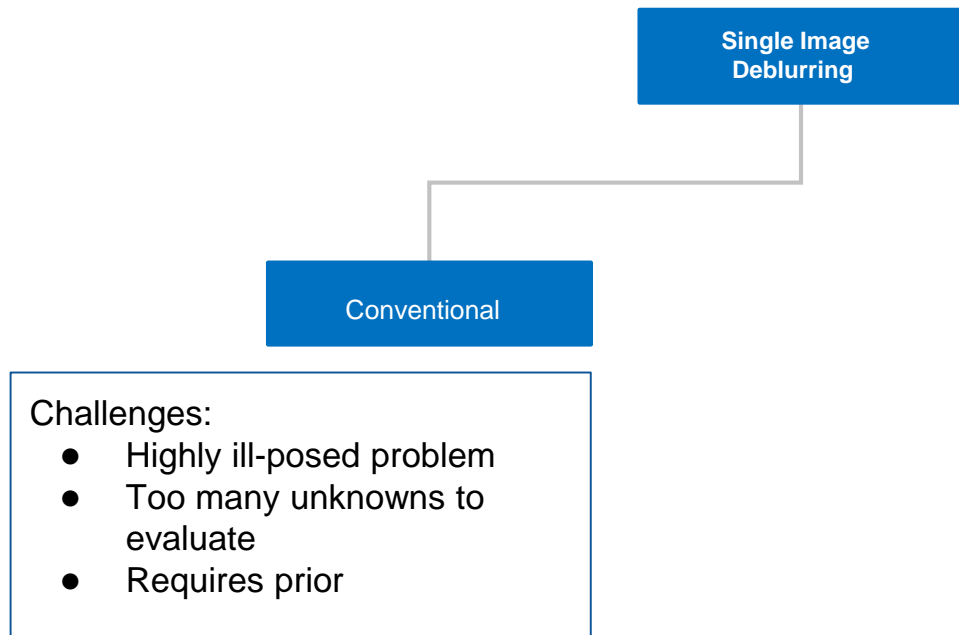 Single Image
Deblurring
Conventional
Challenges:
● Highly ill-posed problem
● Too many unknowns to
evaluate
● Requires prior